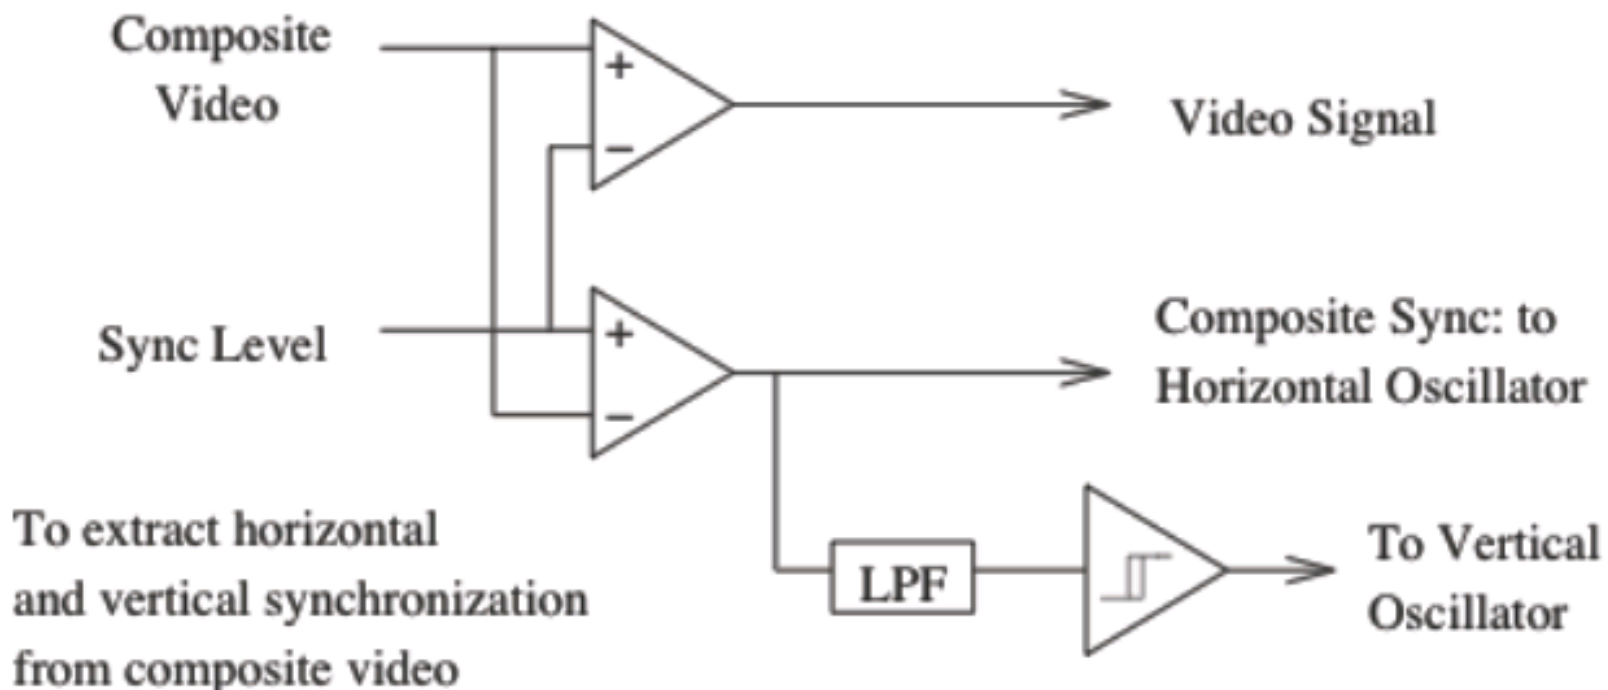 Composite
Video
+
−
Video Signal
Sync Level
+
−
Composite Sync: to
Horizontal Oscillator
To extract horizontal
and vertical synchronization
from composite video
LPF
To Vertical
Oscillator